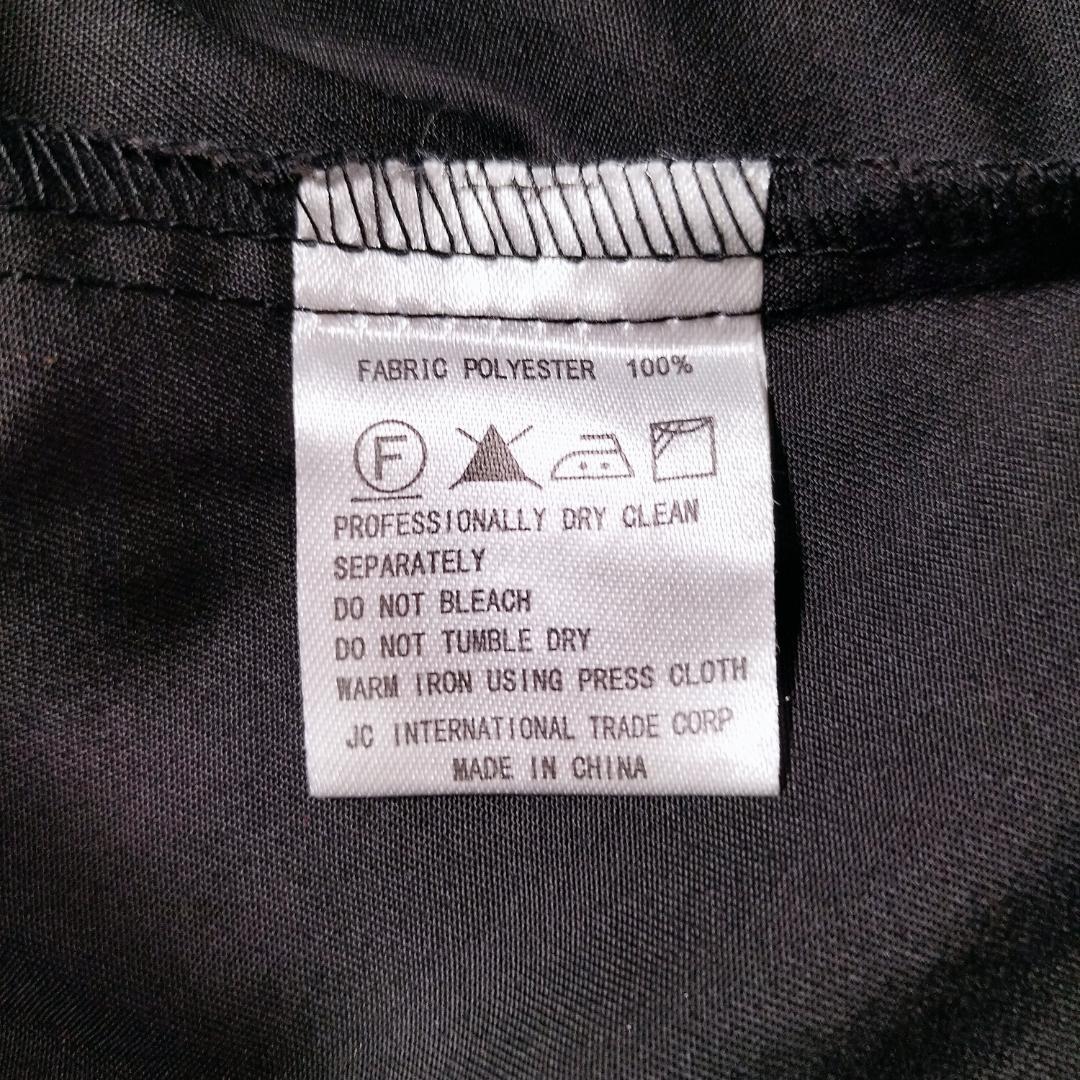 FABRIC POLYESTER 100%
F
PROFESSIONALLY DRY CLEAN
SEPARATELY
DO NOT BLEACH
DO NOT TUMBLE DRY
WARM IRON USING PRESS CLOTH
JC INTERNATIONAL TRADE CORP
MADE IN CHINA